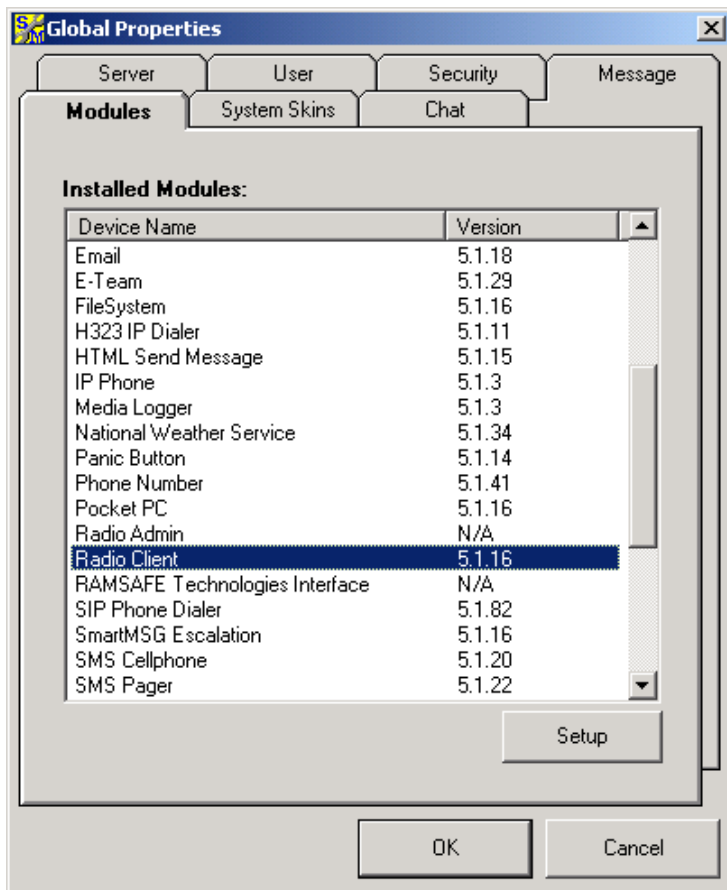 Global Properties
Server User Security Message
Modules System Skins Chat
Installed Modules:
Device Name Version
Email 5.1.18
E-Team 5.1.29
FileSystem 5.1.16
H323 IP Dialer 5.1.11
HTML Send Message 5.1.15
IP Phone 5.1.3
Media Logger 5.1.3
National Weather Service 5.1.34
Panic Button 5.1.14
Phone Number 5.1.41
Pocket PC 5.1.16
Radio Admin N/A
Radio Client 5.1.16
RAMSAFE Technologies Interface N/A
SIP Phone Dialer 5.1.82
SmartMSG Escalation 5.1.16
SMS Cellphone 5.1.20
SMS Pager 5.1.22
Setup
OK Cancel